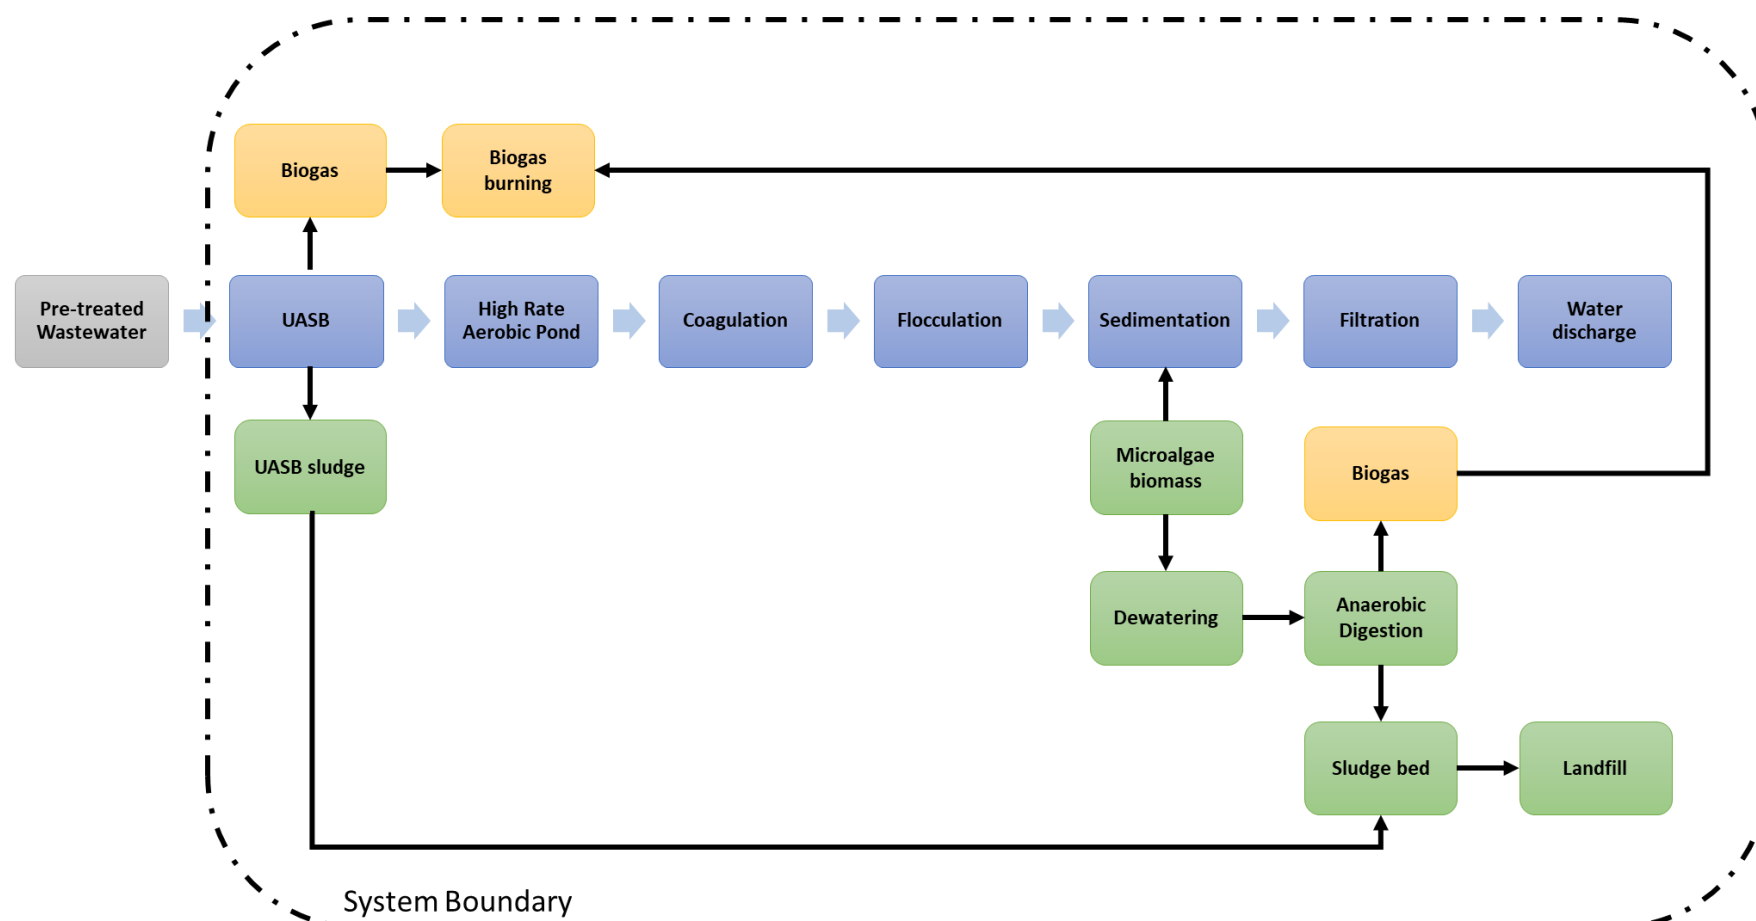 Biogas
Biogas
burning
Pre-treated
Wastewater
UASB
High Rate
Aerobic Pond
Coagulation
Flocculation
Sedimentation
Filtration
Water
discharge
UASB sludge
Microalgae
biomass
Biogas
Dewatering
Anaerobic
Digestion
Sludge bed
Landfill
System Boundary